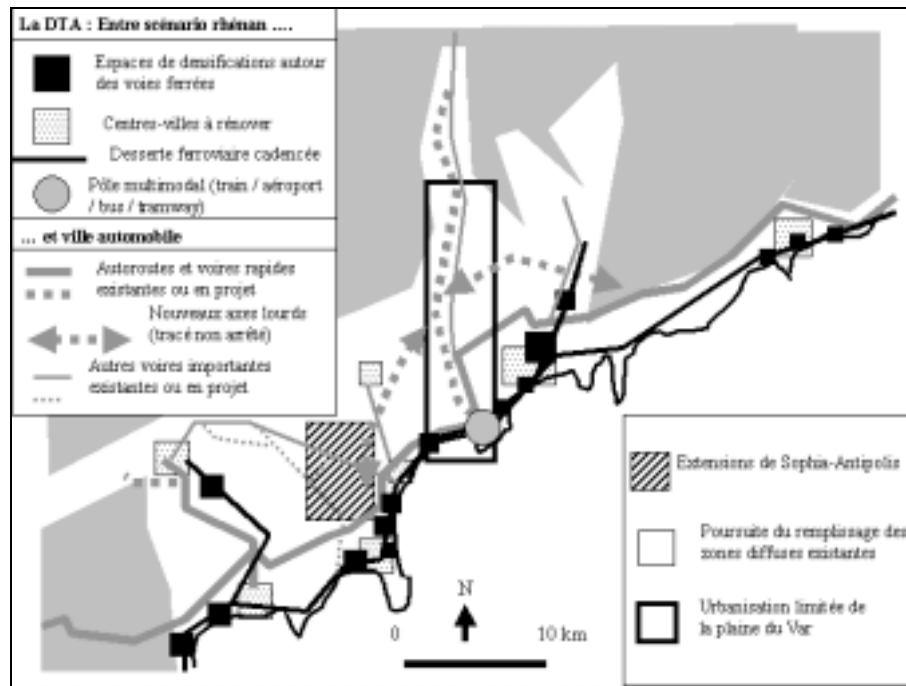 La DTA : Entre scénario rhénan ....
Espaces de densifications autour
des voies ferrées
Centres-villes à rénover
Desserte ferroviaire cadencée
Pôle multimodal (train / aéroport
/ bus / tramway)
... et ville automobile
Autoroutes et voires rapides
existantes ou en projet
Nouveaux axes lourds
(tracé non arrêté)
Autres voires importantes
existantes ou en projet
Extensions de Sophia-Antipolis
Poursuite du remplissage des
zones diffuses existantes
Urbanisation limitée de
la plaine du Var
N
0 10 km